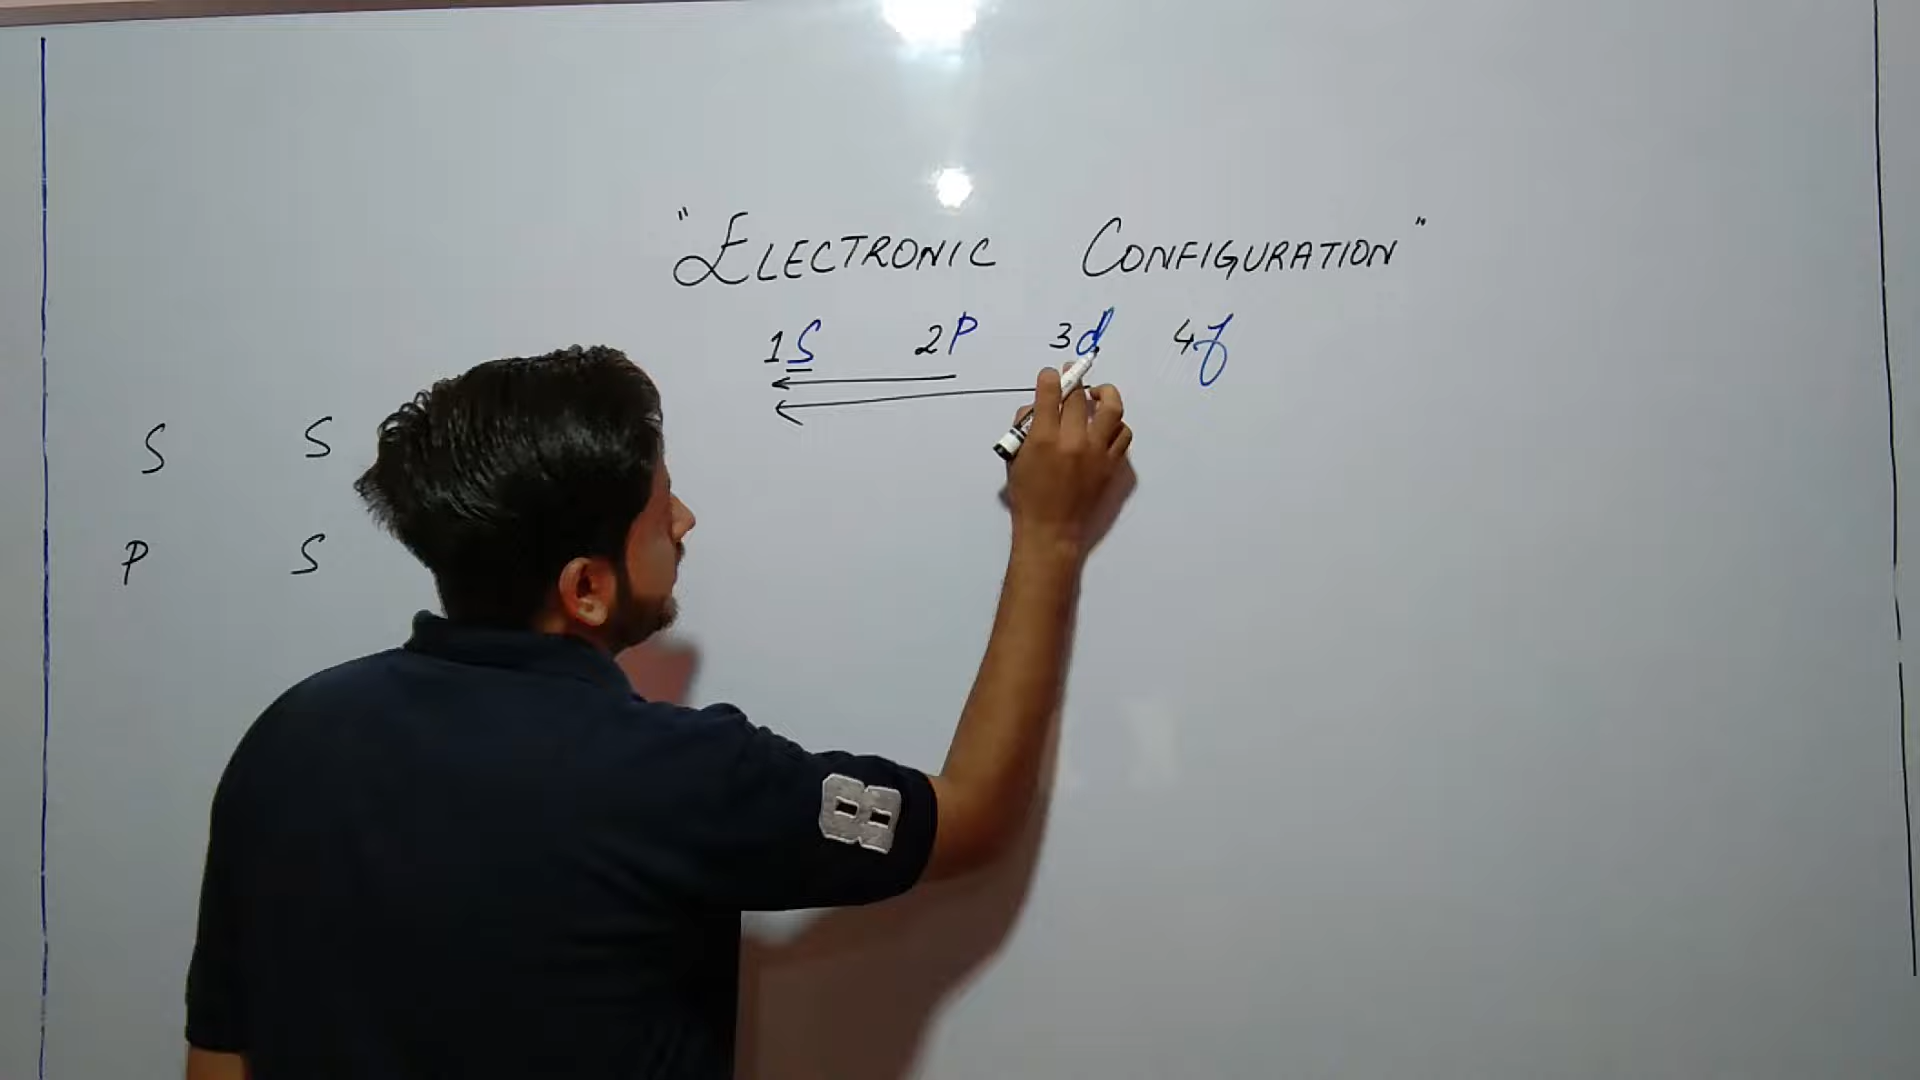 "ELECTRONIC CONFIGURATION"
1S 2P 3d 4f
S S
P S
8